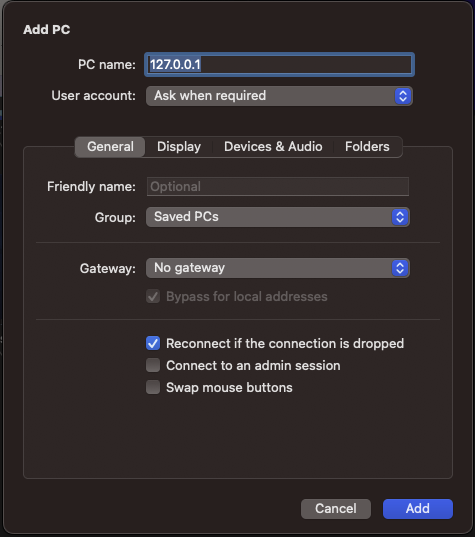 Add PC
PC name: 127.0.0.1
User account: Ask when required
General Display Devices & Audio Folders
Friendly name: Optional
Group: Saved PCs
Gateway: No gateway
Bypass for local addresses
Reconnect if the connection is dropped
Connect to an admin session
Swap mouse buttons
Cancel Add